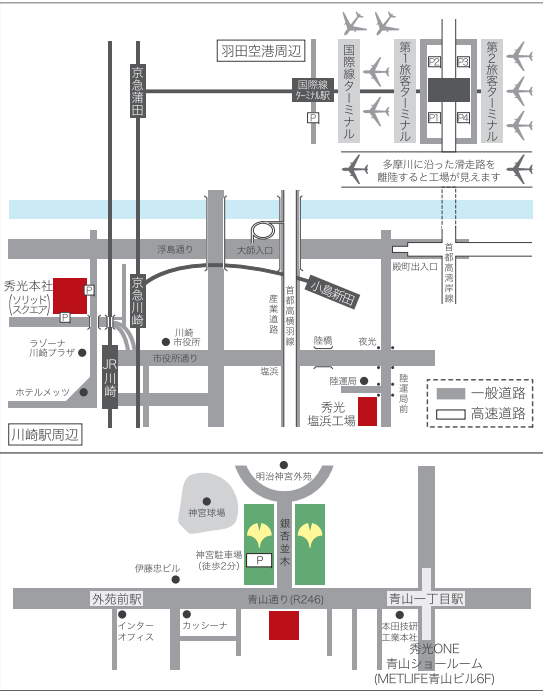 羽田空港周辺
京急蒲田
国際線
ターミナル駅
P
国際線ターミナル
第1旅客ターミナル
P2
P3
P1
P4
第2旅客ターミナル
多摩川に沿った滑走路を
離陸すると工場が見えます
浮島通り
大師入口
殿町出入口
首都高湾岸線
秀光本社
(ソリッド
スクエア)
P
P
京急川崎
小島新田
産業道路
首都高横羽線
川崎
市役所
陸橋
夜光
ラゾーナ
川崎プラザ
JR川崎
市役所通り
塩浜
陸運局
陸運局前
ホテルメッツ
秀光
塩浜工場
一般道路
高速道路
川崎駅周辺
明治神宮外苑
神宮球場
銀杏並木
神宮駐車場
(徒歩2分)
P
伊藤忠ビル
外苑前駅
青山通り(R246)
青山一丁目駅
インター
オフィス
カッシーナ
本田技研
工業本社
秀光ONE
青山ショールーム
(METLIFE青山ビル6F)